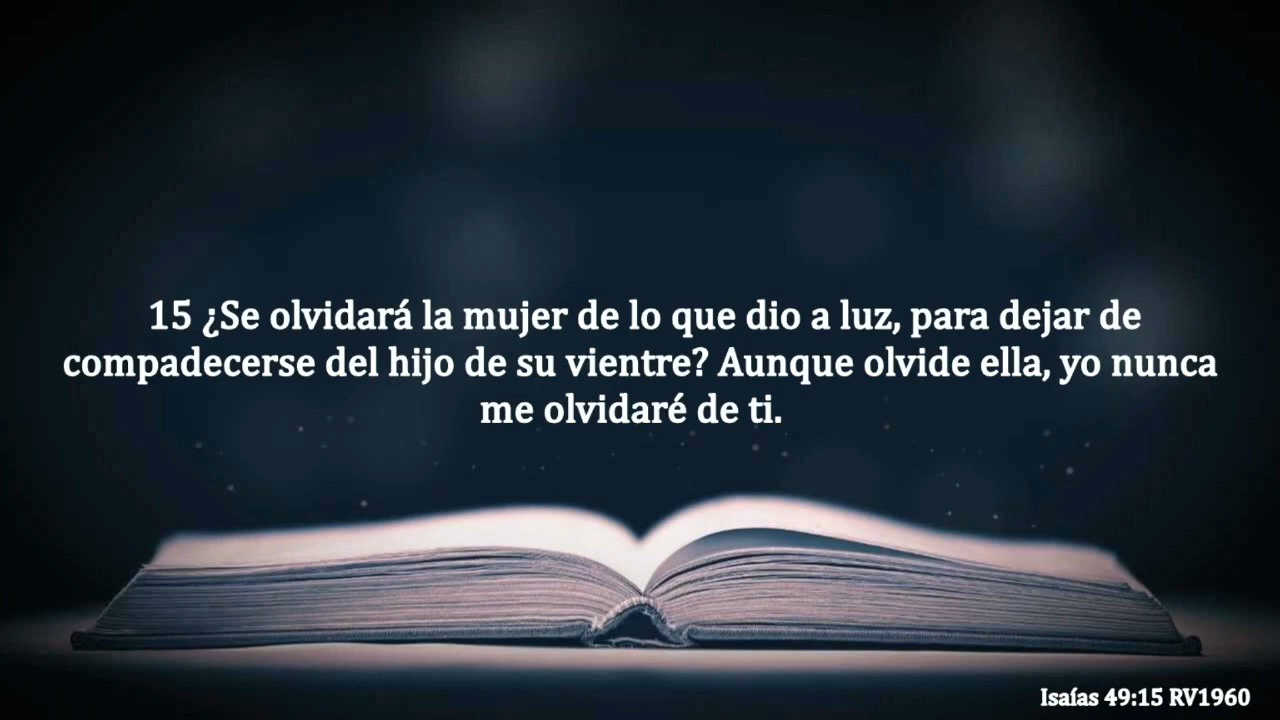 15 ¿Se olvidará la mujer de lo que dio a luz, para dejar de
compadecerse del hijo de su vientre? Aunque olvide ella, yo nunca
me olvidaré de ti.
Isaías 49:15 RV1960